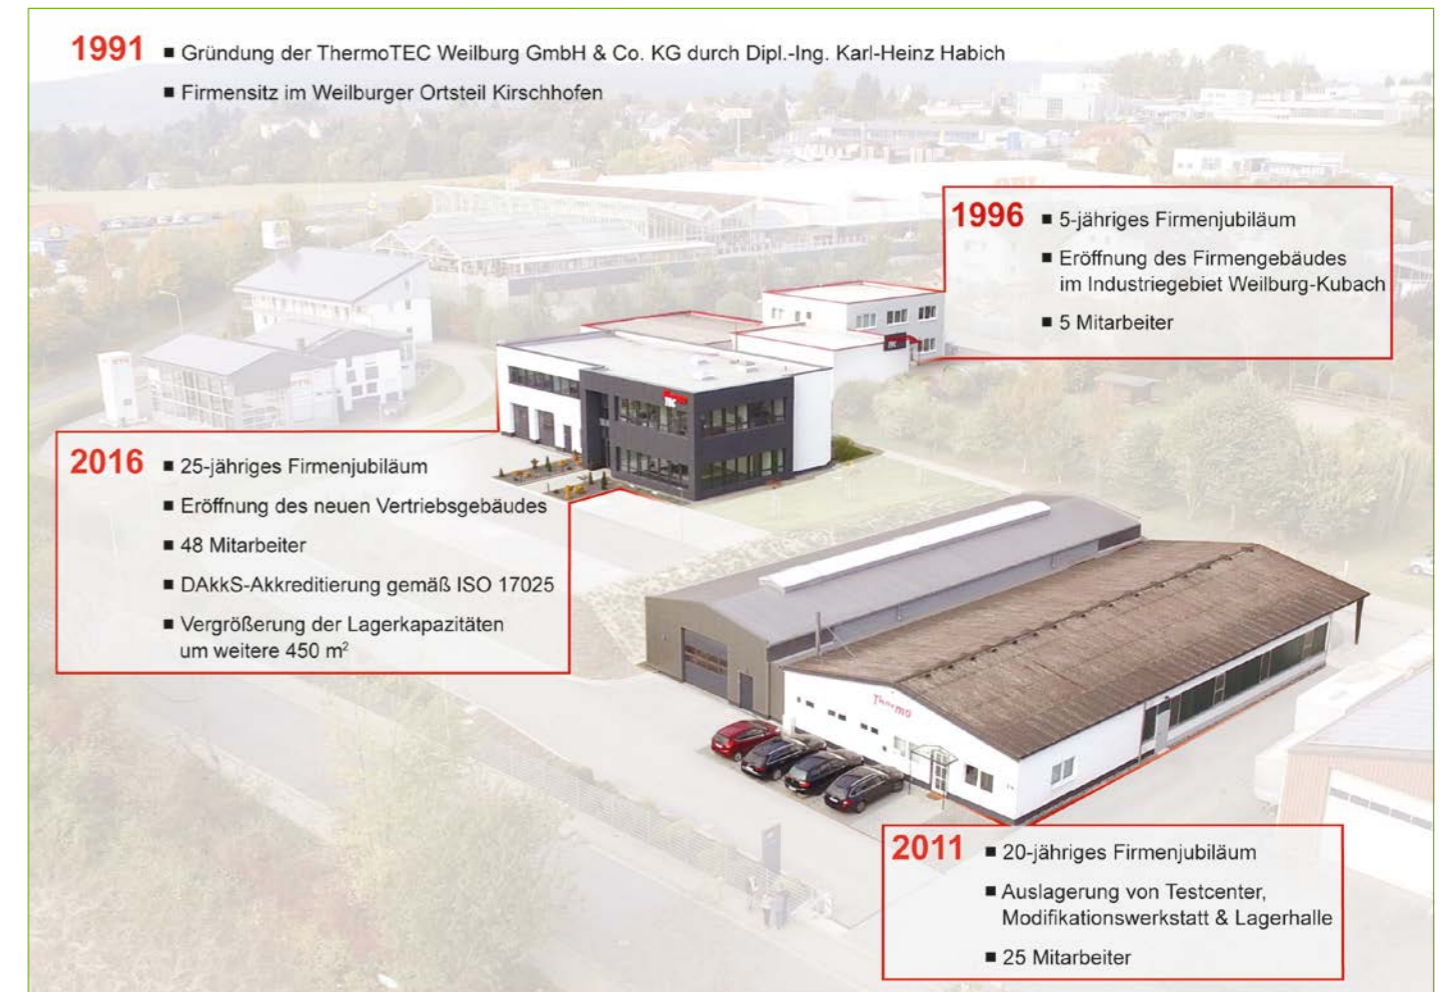 1991 ■ Gründung der ThermoTEC Weilburg GmbH & Co. KG durch Dipl.-Ing. Karl-Heinz Habich
■ Firmensitz im Weilburger Ortsteil Kirschhofen
1996 ■ 5-jähriges Firmenjubiläum
■ Eröffnung des Firmengebäudes
im Industriegebiet Weilburg-Kubach
■ 5 Mitarbeiter
2016 ■ 25-jähriges Firmenjubiläum
■ Eröffnung des neuen Vertriebsgebäudes
■ 48 Mitarbeiter
■ DAkkS-Akkreditierung gemäß ISO 17025
■ Vergrößerung der Lagerkapazitäten
um weitere 450 m²
Thermo
2011 ■ 20-jähriges Firmenjubiläum
■ Auslagerung von Testcenter,
Modifikationswerkstatt & Lagerhalle
■ 25 Mitarbeiter